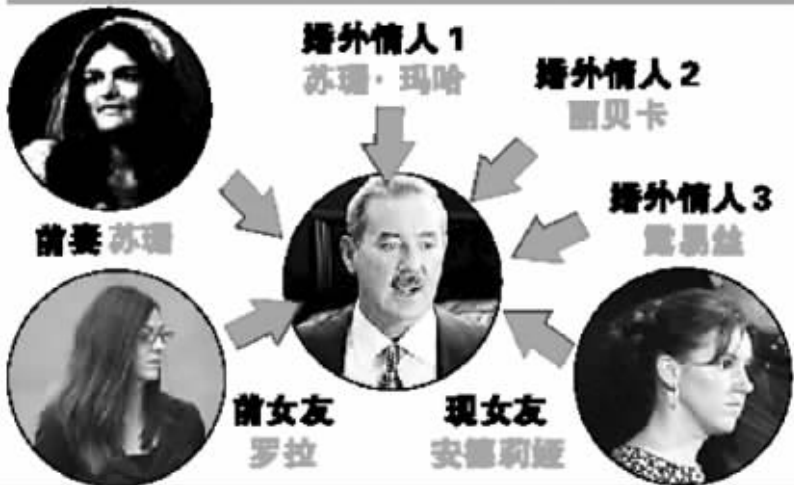 婚外情人1
苏珊·玛哈
婚外情人2
丽贝卡
婚外情人3
露易丝
前妻 苏珊
前女友
罗拉
现女友
安德莉娅